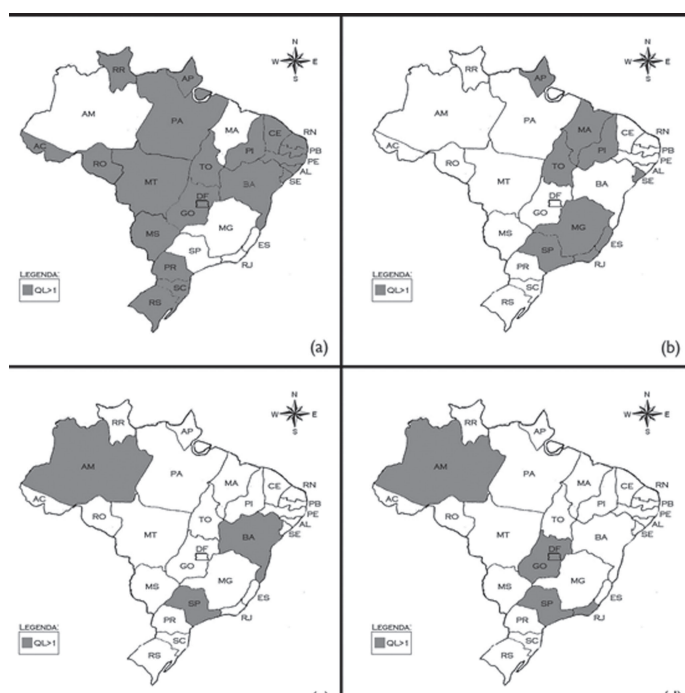 N
W E
S
RR
AP
AM
PA
MA
CE
RN
PB
PE
AL
SE
PI
AC
RO
TO
MT
BA
DF
GO
MS
MG
ES
SP
RJ
PR
SC
RS
LEGENDA:
QL>1
(a)
N
W E
S
RR
AP
AM
PA
MA
CE
RN
PB
PE
AL
SE
PI
AC
RO
TO
MT
BA
DF
GO
MS
MG
ES
SP
RJ
PR
SC
RS
LEGENDA:
QL>1
(b)
N
W E
S
RR
AP
AM
PA
MA
CE
RN
PB
PE
AL
SE
PI
AC
RO
TO
MT
BA
DF
GO
MS
MG
ES
SP
RJ
PR
SC
RS
LEGENDA:
QL>1
N
W E
S
RR
AP
AM
PA
MA
CE
RN
PB
PE
AL
SE
PI
AC
RO
TO
MT
BA
DF
GO
MS
MG
ES
SP
RJ
PR
SC
RS
LEGENDA:
QL>1